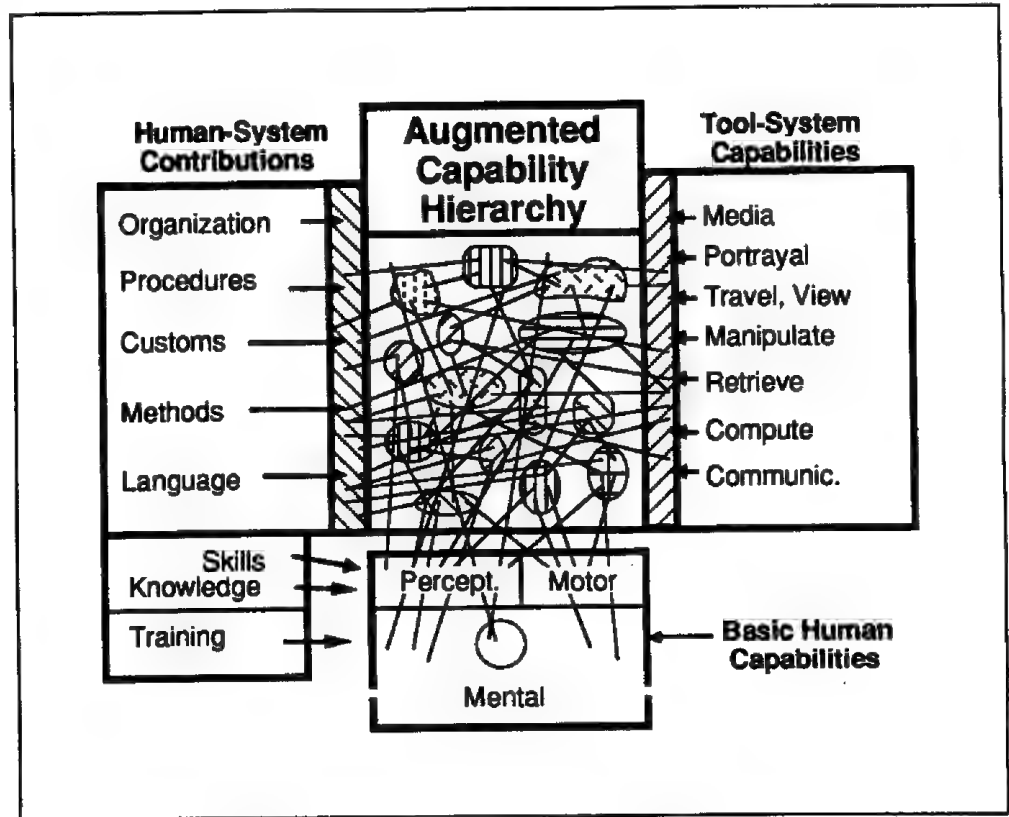 Human-System
Contributions
Organization
Procedures
Customs
Methods
Language
Skills
Knowledge
Training
Augmented
Capability
Hierarchy
Percept.
Motor
Mental
Tool-System
Capabilities
Media
Portrayal
Travel, View
Manipulate
Retrieve
Compute
Communic.
Basic Human
Capabilities